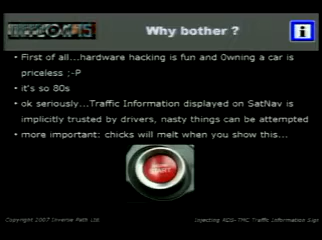 Why bother ?
i
• First of all...hardware hacking is fun and 0wning a car is
priceless ;-P
• it's so 80s
• ok seriously...Traffic Information displayed on SatNav is
implicitly trusted by drivers, nasty things can be attempted
• more important: chicks will melt when you show this...
START
Copyright 2007 Inverse Path Ltd.
Injecting RDS-TMC Traffic Information Sign